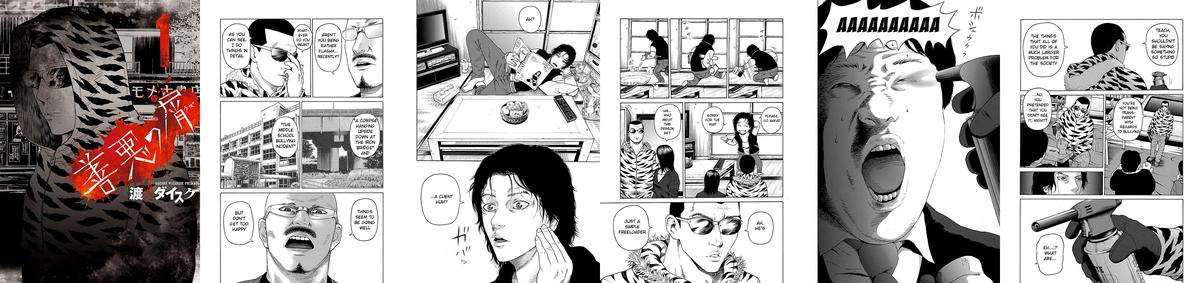 1
善悪の屑
渡邊ダイスケ
AREN'T
YOU BEING
RATHER
FLASHY
RECENTLY?
WHAT-
EVER
DO YOU
MEAN?
AS YOU
CAN SEE,
I DO
THINGS IN
DETAIL
"A CORPSE
HANGING
UPSIDE
DOWN AT
THE IRON
BRIDGE"
AND
"THE
MIDDLE
SCHOOL
BULLYING
INCIDENT"
THINGS
SEEM TO
BE GOING
WELL
BUT
DON'T
GET TOO
HAPPY
AH?
...A CLIENT
HUH?
PLEASE,
GO AHEAD
SORRY
FOR THE
WAIT
UM...
WHO
MIGHT
THIS
PERSON
BE?
AH,
HE'S
JUST A
SIMPLE
FREELOADER
AAAAAAAAAA
TEACH,
YOU
SHOULDN'T
BE SAYING
SOMETHING
SO STUPID
THE THINGS
THAT ALL OF
YOU DID IS A
MUCH LARGER
PROBLEM FOR
THE SOCIETY
YOU'RE NOT
BEING
TRANS-
PARENT
WITH
REGARDS
TO BULLYING
...NO,
YOU
PRETEND
THAT YOU
DIDN'T SEE
IT, RIGHT?
EH...?
WHAT
ARE...